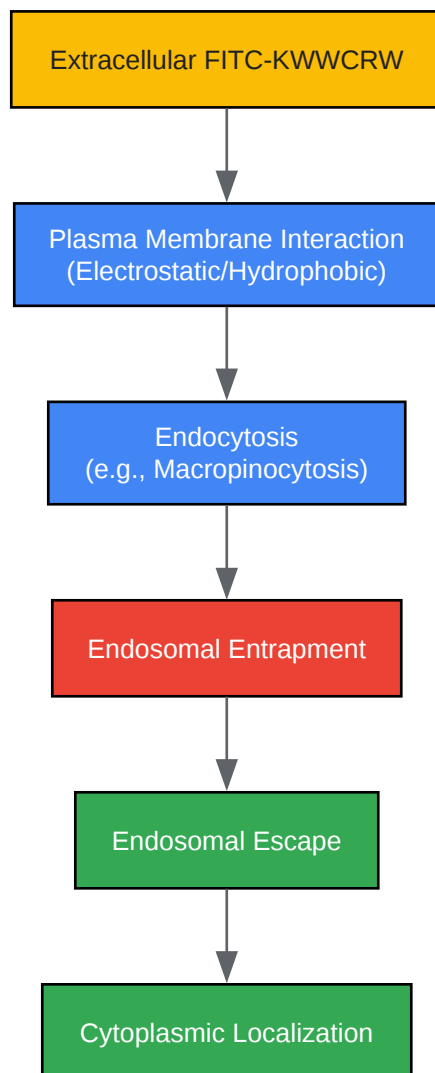 Extracellular FITC-KWWCRW
Plasma Membrane Interaction
(Electrostatic/Hydrophobic)
Endocytosis
(e.g., Macropinocytosis)
Endosomal Entrapment
Endosomal Escape
Cytoplasmic Localization